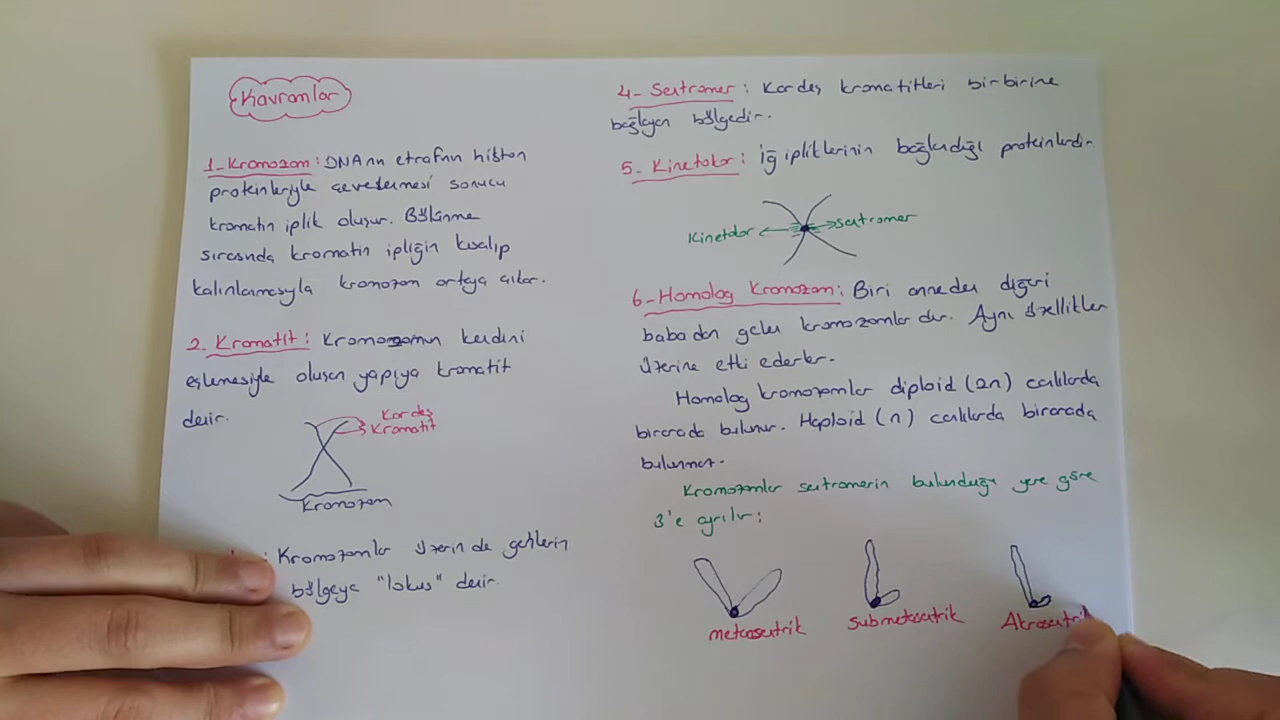 Kavramlar
1- Kromozom: DNA'nın etrafının histon
proteinleriyle çevrelenmesi sonucu
kromatin iplik oluşur. Bölünme
sırasında kromatin ipliğin kısalıp
kalınlaşmasıyla kromozom ortaya çıkar.
2. Kromatit: Kromozomun kendini
eşlemesiyle oluşan yapıya kromatit
denir.
Kardeş
Kromatit
Kromozom
: Kromozomlar üzerinde genlerin
bölgeye "lokus" denir.
4- Sentromer: Kardeş kromatitleri birbirine
bağlayan bölgedir.
5. Kinetokor: İğ ipliklerinin bağlandığı proteinlerdir.
Kinetokor
sentromer
6-Homolog Kromozom: Biri anneden diğeri
babadan gelen kromozomlardır. Aynı özellikler
üzerine etki ederler.
Homolog kromozomlar diploid (2n) canlılarda
birarada bulunur. Haploid (n) canlılarda birarada
bulunmaz.
Kromozomlar sentromerin bulunduğu yere göre
3'e ayrılır;
metasentrik
submetasentrik
Akrosentrik